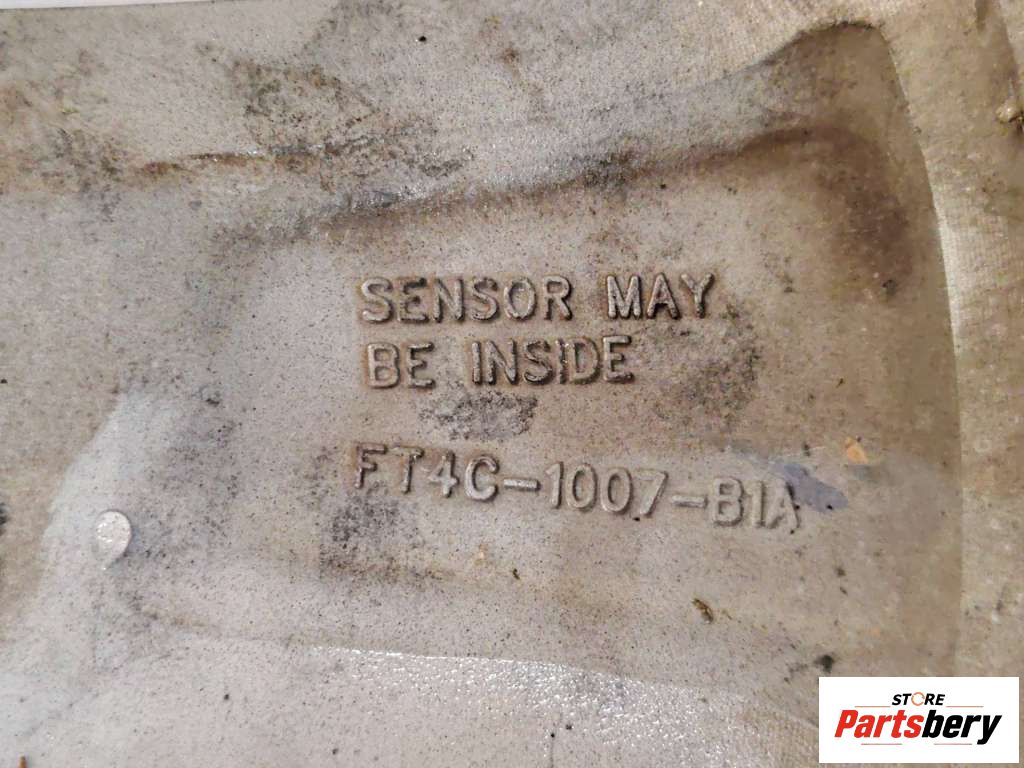 SENSOR MAY
BE INSIDE
FT4C-1007-B1A
STORE
Partsbery